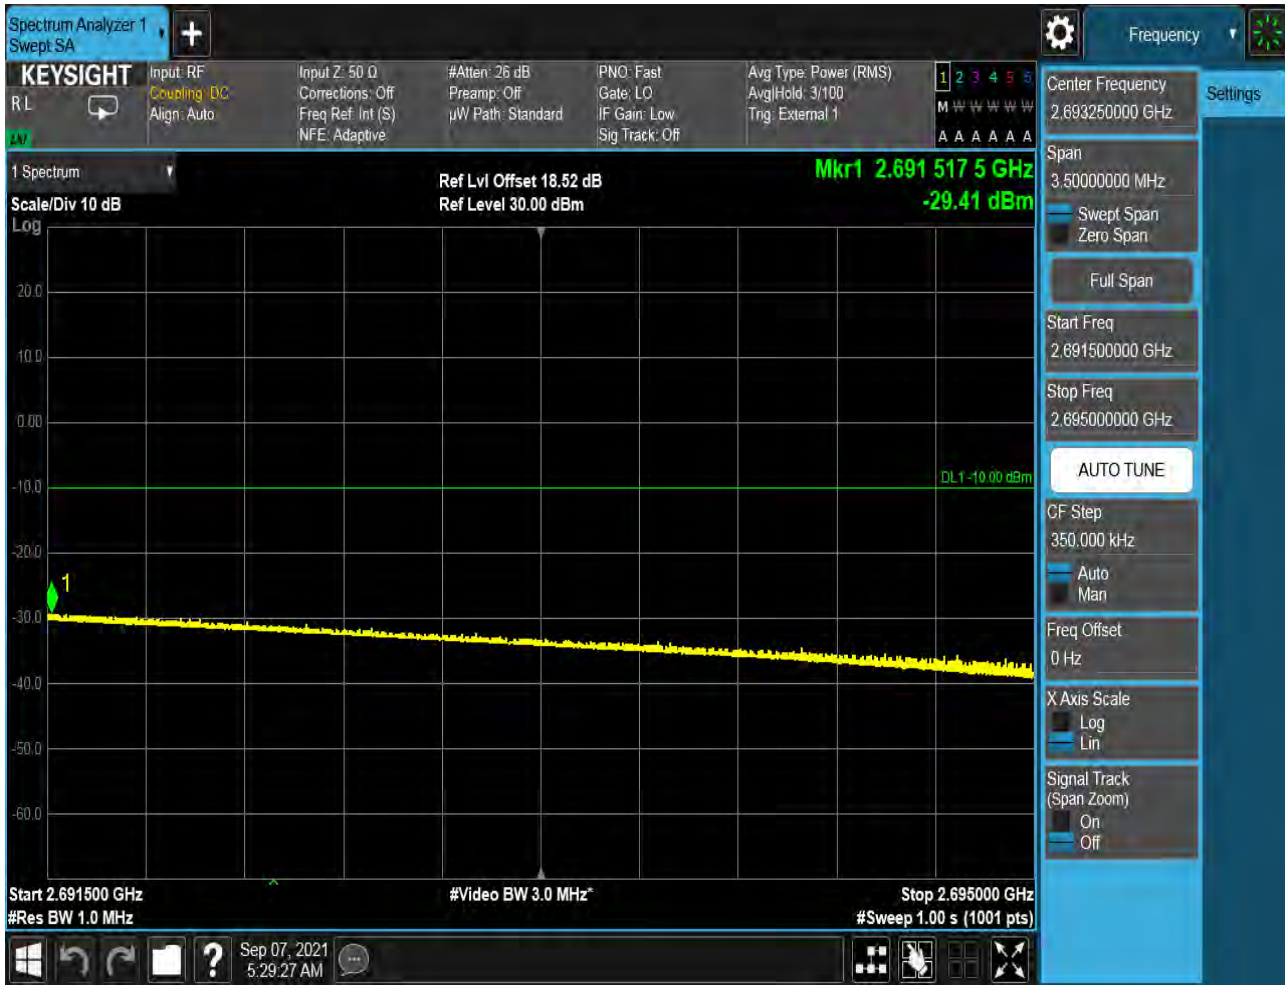 Spectrum Analyzer 1
Swept SA
Frequency
KEYSIGHT
R L
LXI
Input: RF
Coupling: DC
Align: Auto
Input Z: 50 Ω
Corrections: Off
Freq Ref: Int (S)
NFE: Adaptive
#Atten: 26 dB
Preamp: Off
µW Path: Standard
PNO: Fast
Gate: LO
IF Gain: Low
Sig Track: Off
Avg Type: Power (RMS)
Avg|Hold: 3/100
Trig: External 1
1 2 3 4 5 6
M W W W W W
A A A A A A
1 Spectrum
Scale/Div 10 dB
Log
Ref Lvl Offset 18.52 dB
Ref Level 30.00 dBm
Mkr1 2.691 517 5 GHz
-29.41 dBm
20.0
10.0
0.00
-10.0
-20.0
-30.0
-40.0
-50.0
-60.0
DL1 -10.00 dBm
1
Start 2.691500 GHz
#Res BW 1.0 MHz
#Video BW 3.0 MHz*
Stop 2.695000 GHz
#Sweep 1.00 s (1001 pts)
?
Sep 07, 2021
5:29:27 AM
Center Frequency
2.693250000 GHz
Settings
Span
3.50000000 MHz
Swept Span
Zero Span
Full Span
Start Freq
2.691500000 GHz
Stop Freq
2.695000000 GHz
AUTO TUNE
CF Step
350.000 kHz
Auto
Man
Freq Offset
0 Hz
X Axis Scale
Log
Lin
Signal Track
(Span Zoom)
On
Off